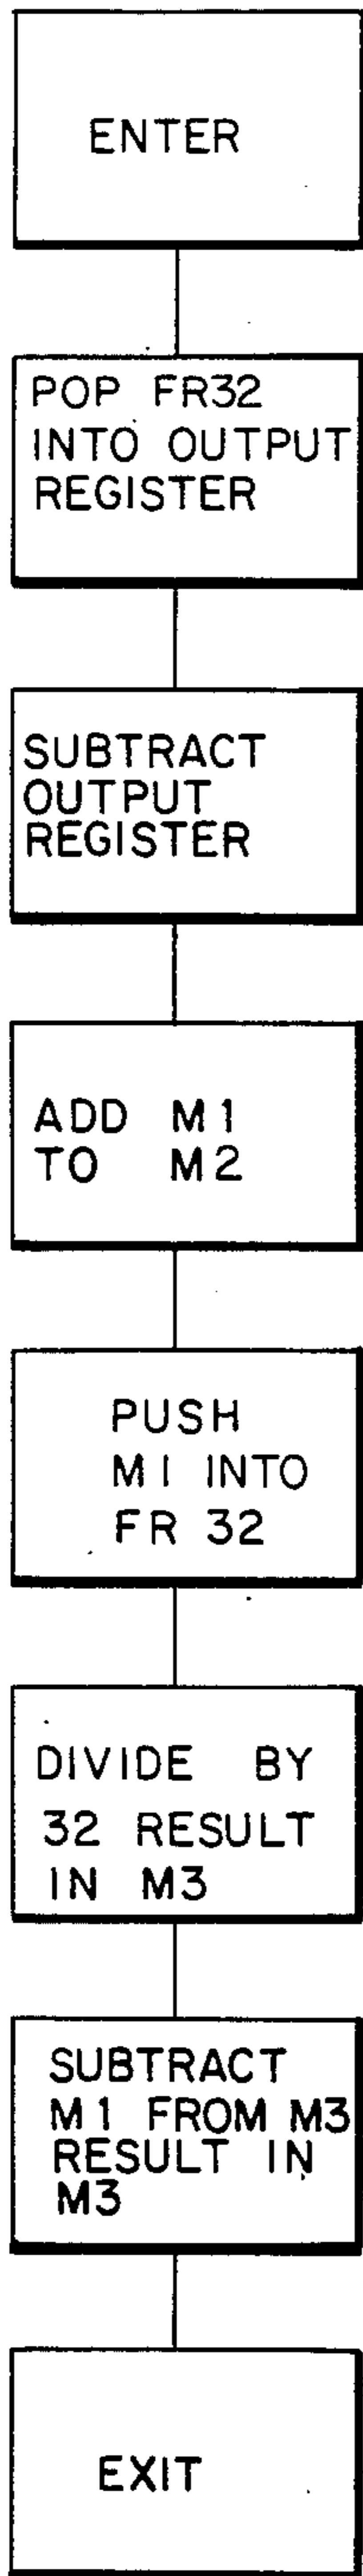 ENTER
POP FR32
INTO OUTPUT
REGISTER
SUBTRACT
OUTPUT
REGISTER
ADD M1
TO M2
PUSH
M1 INTO
FR 32
DIVIDE BY
32 RESULT
IN M3
SUBTRACT
M1 FROM M3
RESULT IN
M3
EXIT